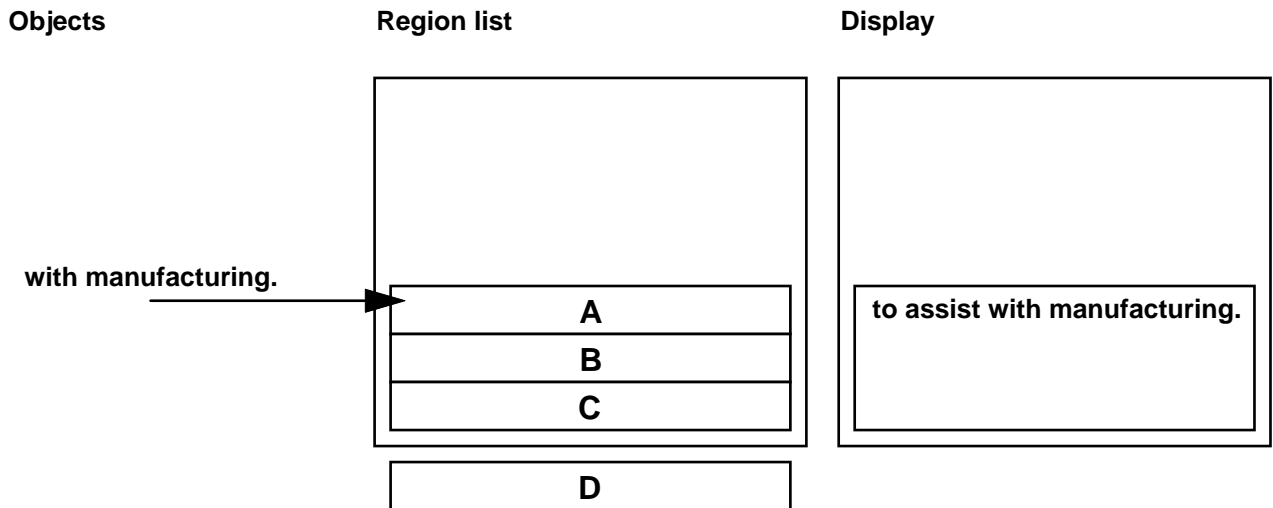 Objects Region list Display
with manufacturing.
A
to assist with manufacturing.
B
C
D